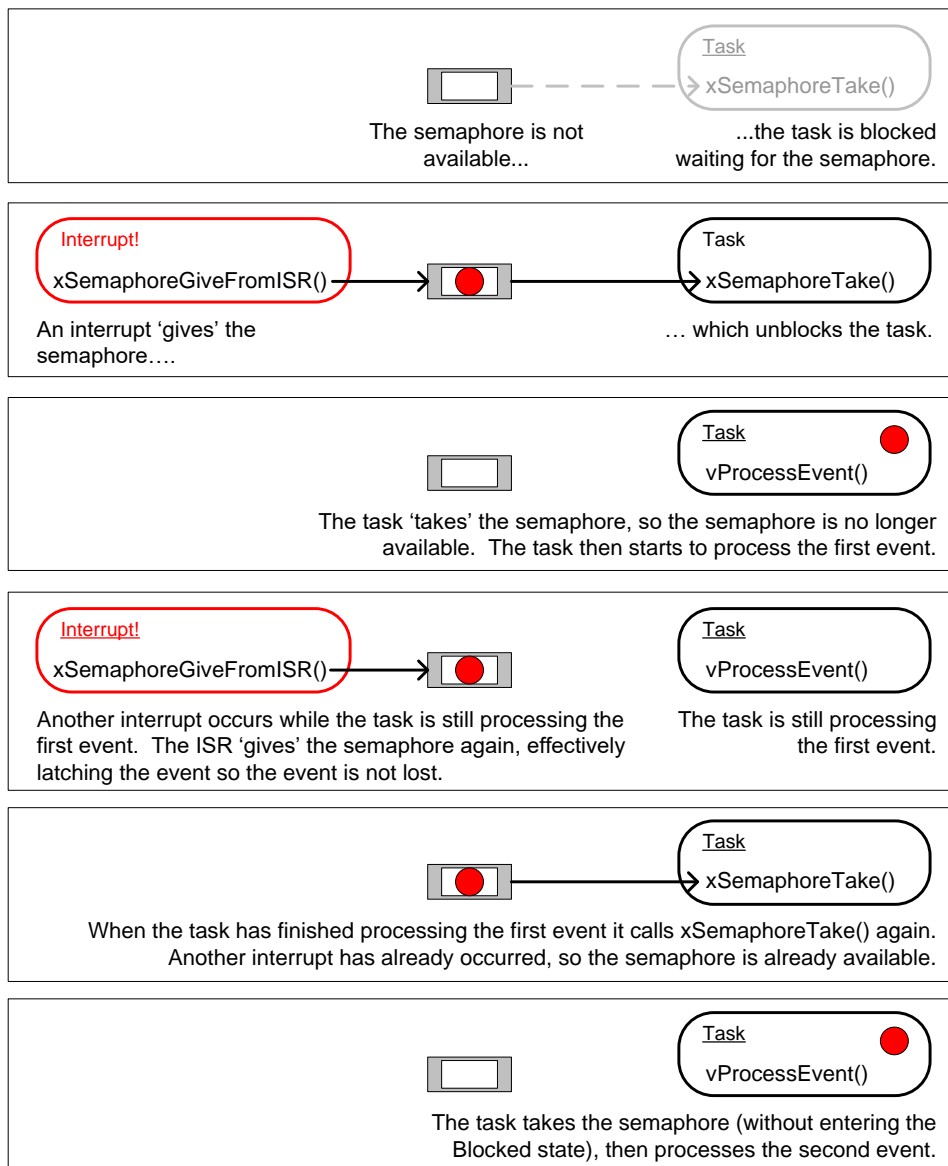 Task
xSemaphoreTake()
The semaphore is not
available...
...the task is blocked
waiting for the semaphore.
Interrupt!
xSemaphoreGiveFromISR()
Task
xSemaphoreTake()
An interrupt ‘gives’ the
semaphore….
… which unblocks the task.
Task
vProcessEvent()
The task ‘takes’ the semaphore, so the semaphore is no longer
available.  The task then starts to process the first event.
Interrupt!
xSemaphoreGiveFromISR()
Task
vProcessEvent()
Another interrupt occurs while the task is still processing the
first event.  The ISR ‘gives’ the semaphore again, effectively
latching the event so the event is not lost.
The task is still processing
the first event.
Task
xSemaphoreTake()
When the task has finished processing the first event it calls xSemaphoreTake() again.
Another interrupt has already occurred, so the semaphore is already available.
Task
vProcessEvent()
The task takes the semaphore (without entering the
Blocked state), then processes the second event.